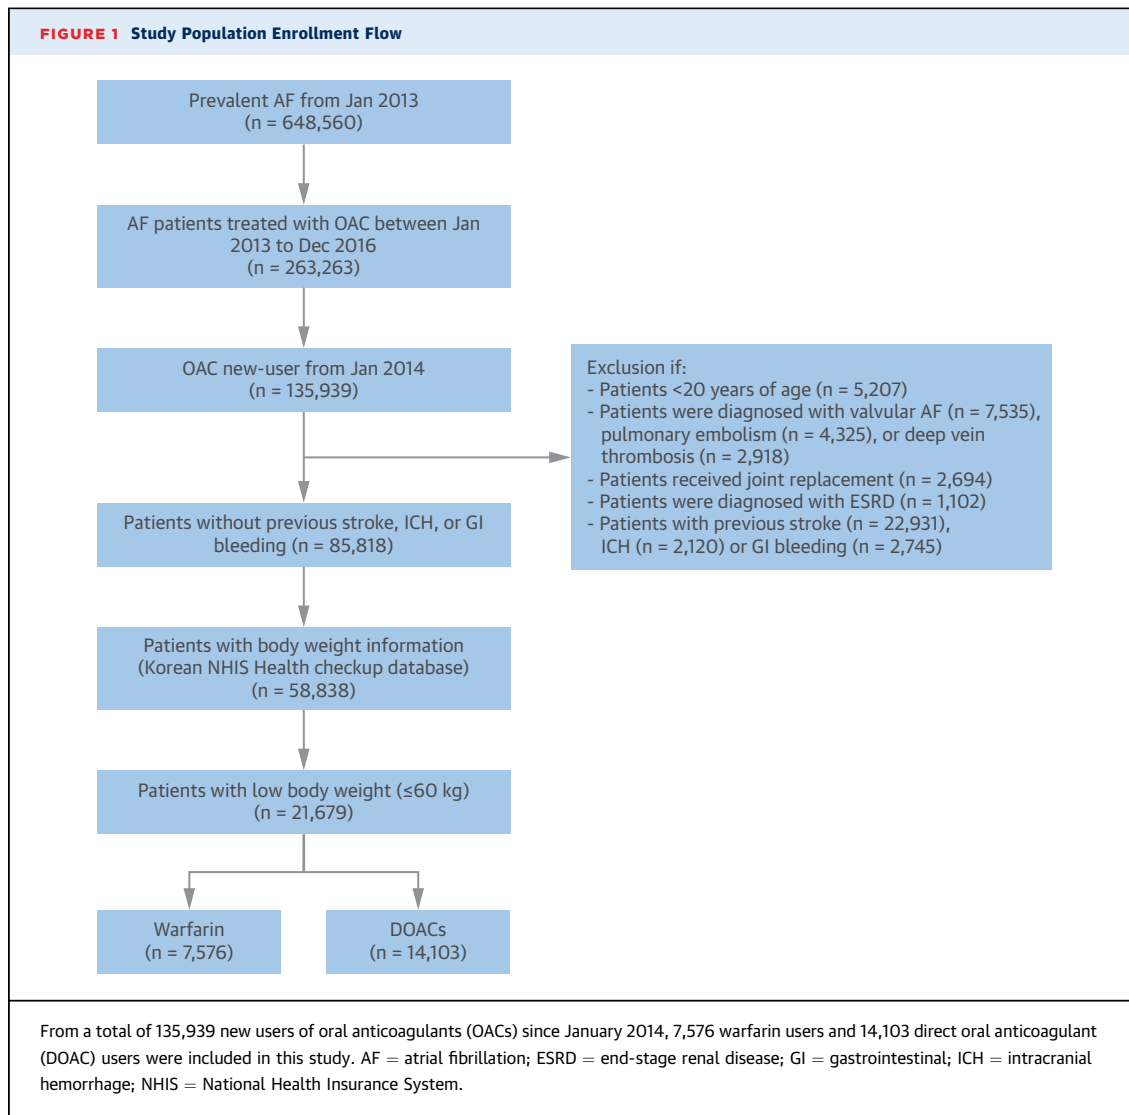 FIGURE 1 Study Population Enrollment Flow
Prevalent AF from Jan 2013
(n = 648,560)
AF patients treated with OAC between Jan
2013 to Dec 2016
(n = 263,263)
OAC new-user from Jan 2014
(n = 135,939)
Exclusion if:
- Patients <20 years of age (n = 5,207)
- Patients were diagnosed with valvular AF (n = 7,535),
pulmonary embolism (n = 4,325), or deep vein
thrombosis (n = 2,918)
- Patients received joint replacement (n = 2,694)
- Patients were diagnosed with ESRD (n = 1,102)
- Patients with previous stroke (n = 22,931),
ICH (n = 2,120) or GI bleeding (n = 2,745)
Patients without previous stroke, ICH, or GI
bleeding (n = 85,818)
Patients with body weight information
(Korean NHIS Health checkup database)
(n = 58,838)
Patients with low body weight (≤60 kg)
(n = 21,679)
Warfarin
(n = 7,576)
DOACs
(n = 14,103)
From a total of 135,939 new users of oral anticoagulants (OACs) since January 2014, 7,576 warfarin users and 14,103 direct oral anticoagulant
(DOAC) users were included in this study. AF = atrial fibrillation; ESRD = end-stage renal disease; GI = gastrointestinal; ICH = intracranial
hemorrhage; NHIS = National Health Insurance System.